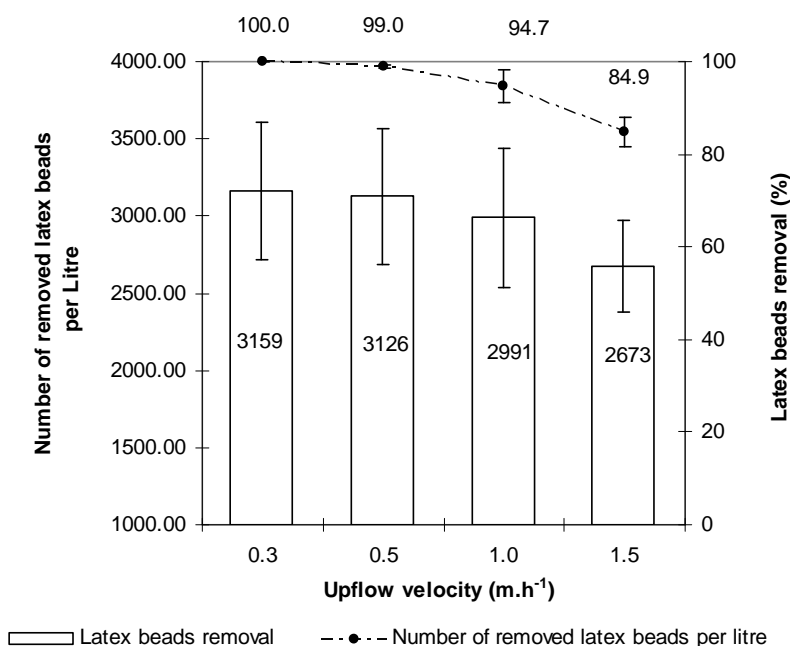 100.0 99.0 94.7
84.9
4000.00
3500.00
3000.00
2500.00
2000.00
1500.00
1000.00
Number of removed latex beads
per Litre
3159 3126 2991 2673
100
80
60
40
20
0
Latex beads removal (%)
0.3 0.5 1.0 1.5
Upflow velocity (m.h⁻¹)
Latex beads removal Number of removed latex beads per litre